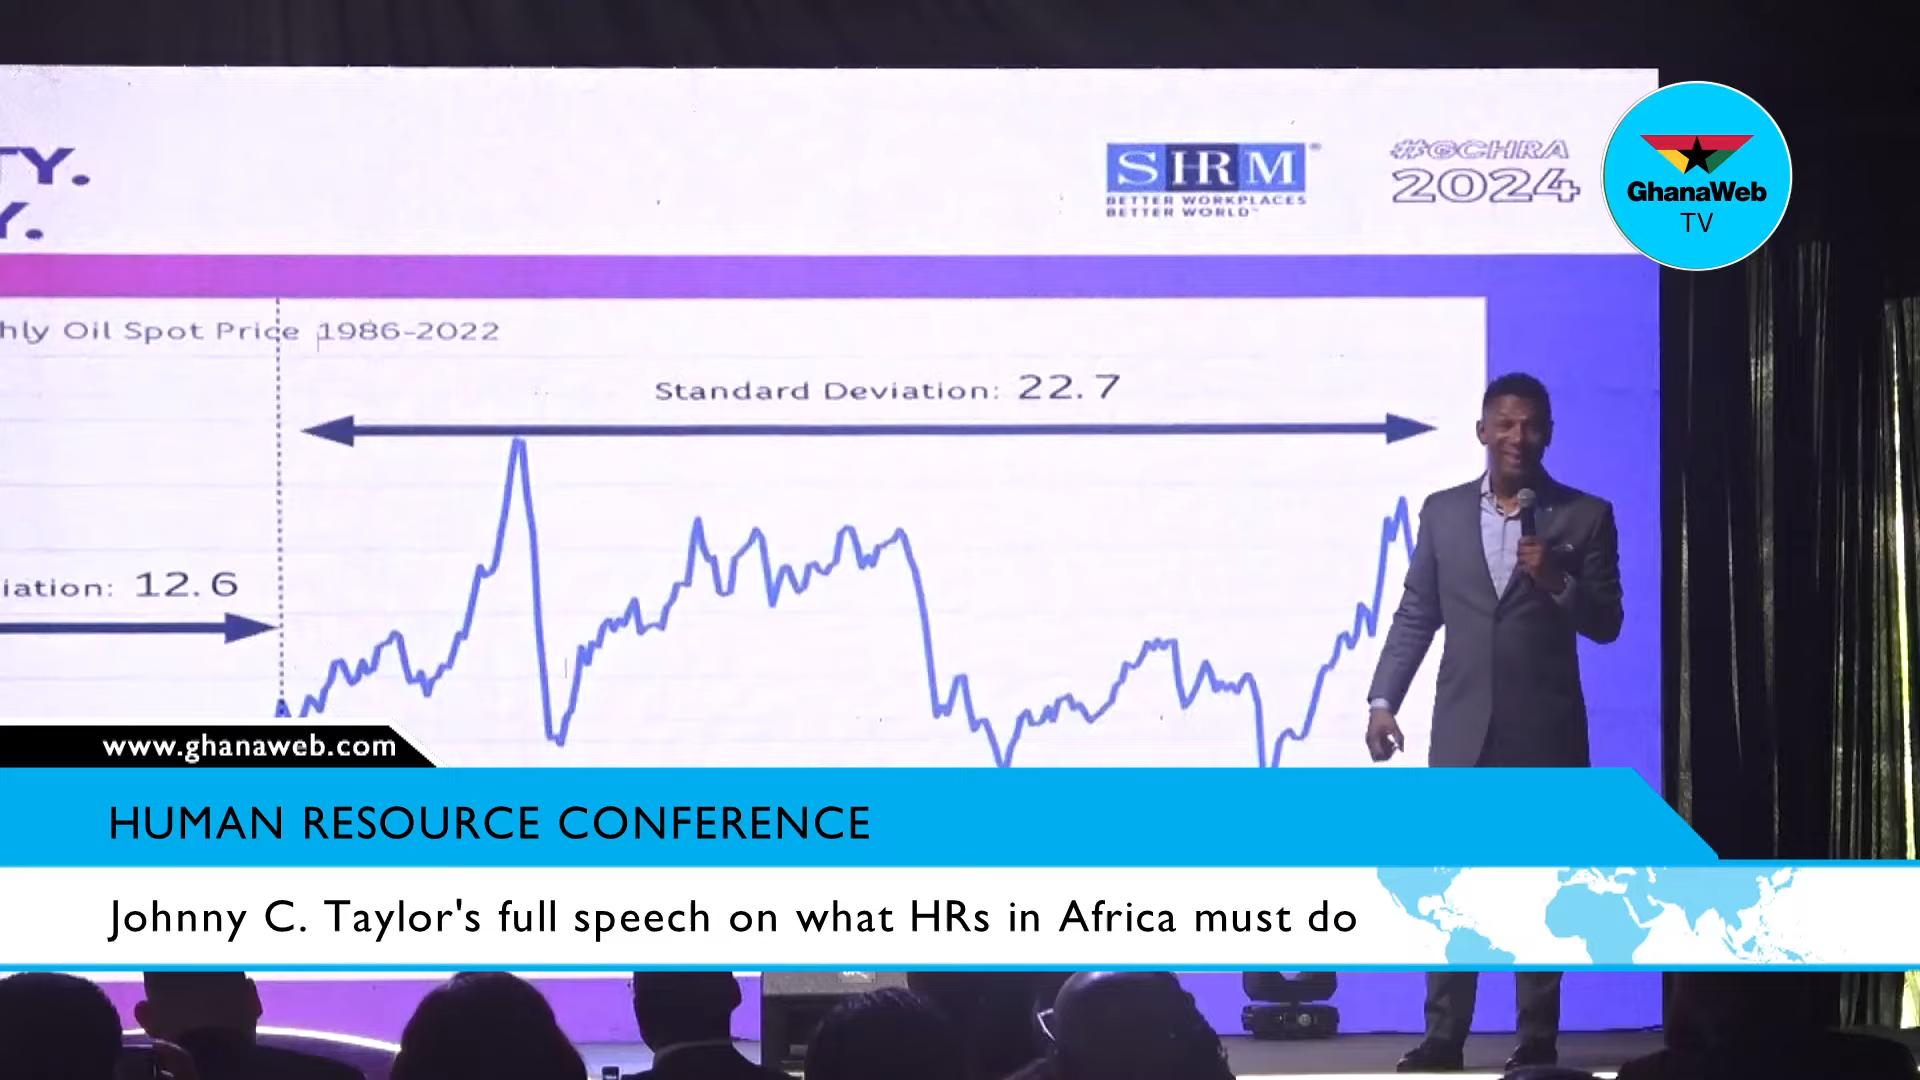 TY.
Y.
SHRM®
BETTER WORKPLACES
BETTER WORLD™
#GCHRA
2024
GhanaWeb
TV
hly Oil Spot Price 1986-2022
Standard Deviation: 22.7
iation: 12.6
www.ghanaweb.com
HUMAN RESOURCE CONFERENCE
Johnny C. Taylor's full speech on what HRs in Africa must do